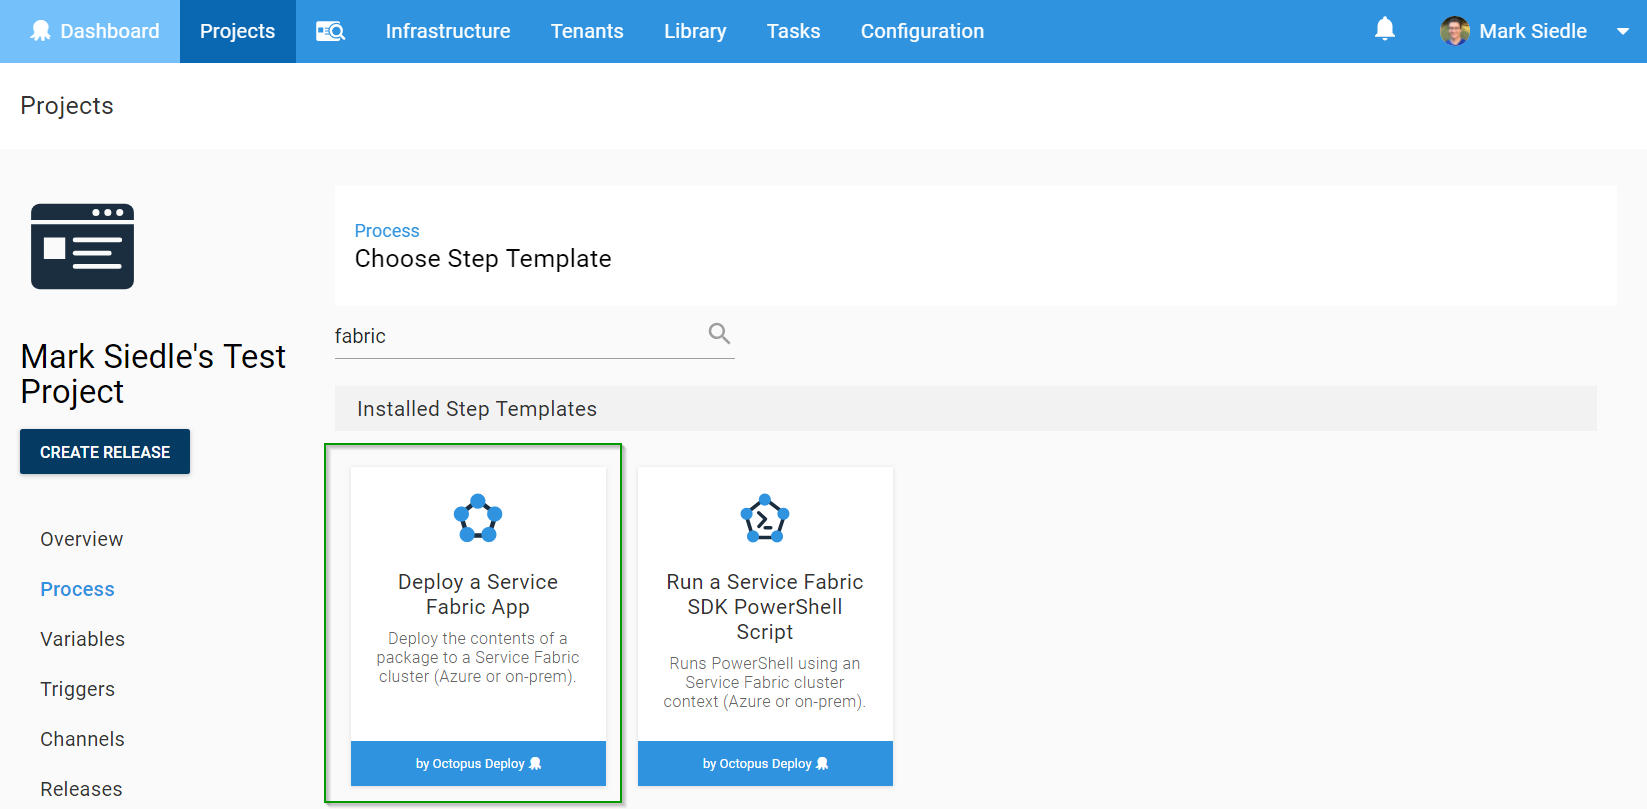 Dashboard
Projects
Infrastructure
Tenants
Library
Tasks
Configuration
Mark Siedle
Projects
Mark Siedle's Test
Project
CREATE RELEASE
Overview
Process
Variables
Triggers
Channels
Releases
Process
Choose Step Template
fabric
Installed Step Templates
Deploy a Service
Fabric App
Deploy the contents of a
package to a Service Fabric
cluster (Azure or on-prem).
by Octopus Deploy
Run a Service Fabric
SDK PowerShell
Script
Runs PowerShell using an
Service Fabric cluster
context (Azure or on-prem).
by Octopus Deploy